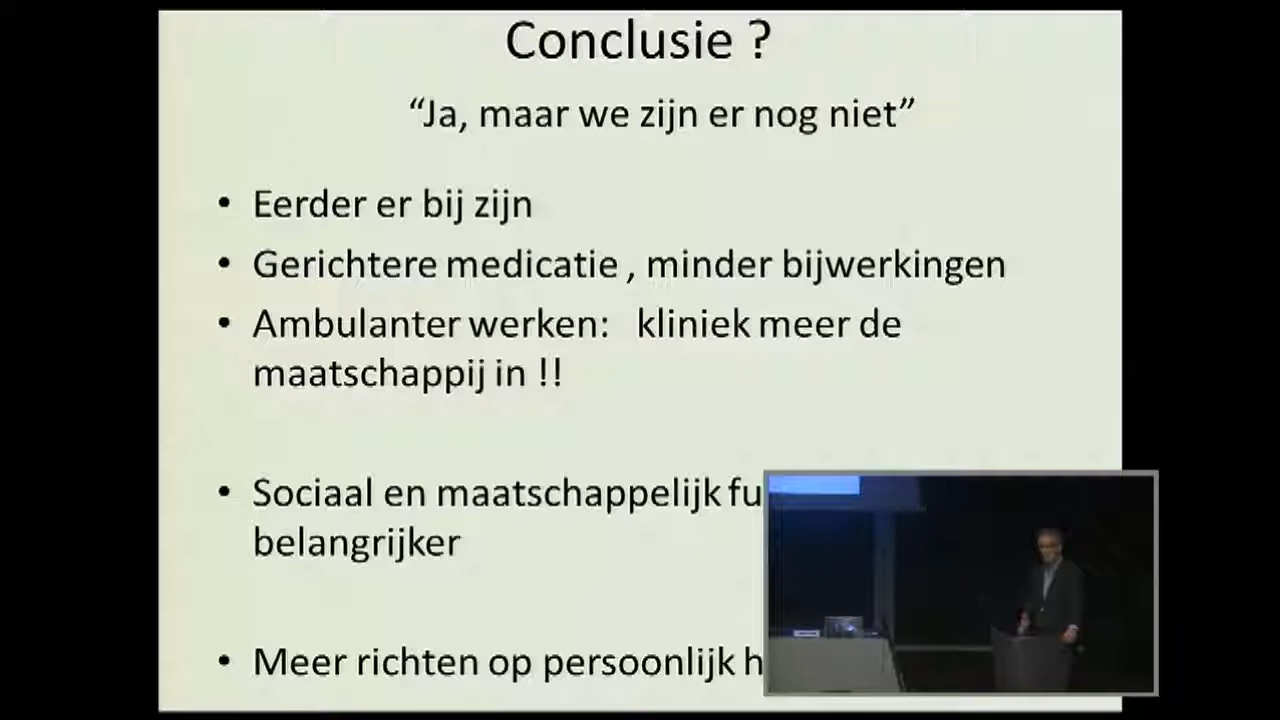 Conclusie ?
“Ja, maar we zijn er nog niet”
• Eerder er bij zijn
• Gerichtere medicatie , minder bijwerkingen
• Ambulanter werken: kliniek meer de
maatschappij in !!
• Sociaal en maatschappelijk
belangrijker
• Meer richten op persoonlijk